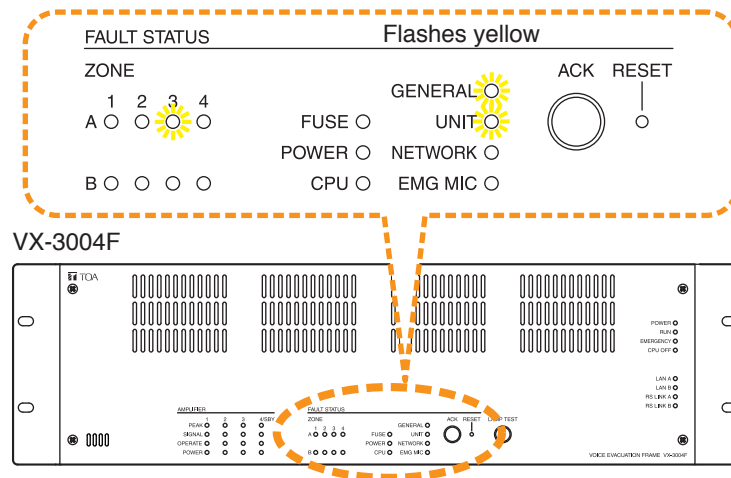 FAULT STATUS Flashes yellow
ZONE
GENERAL ACK RESET
1 2 3 4
A FUSE UNIT
POWER NETWORK
B CPU EMG MIC
VX-3004F
TOA
POWER
RUN
EMERGENCY
CPU OFF
LAN A
LAN B
RS LINK A
RS LINK B
AMPLIFIER
1 2 3 4/SBY
PEAK
SIGNAL
OPERATE
POWER
FAULT STATUS
ZONE
GENERAL ACK RESET LAMP TEST
1 2 3 4
A FUSE UNIT
POWER NETWORK
B CPU EMG MIC
VOICE EVACUATION FRAME VX-3004F